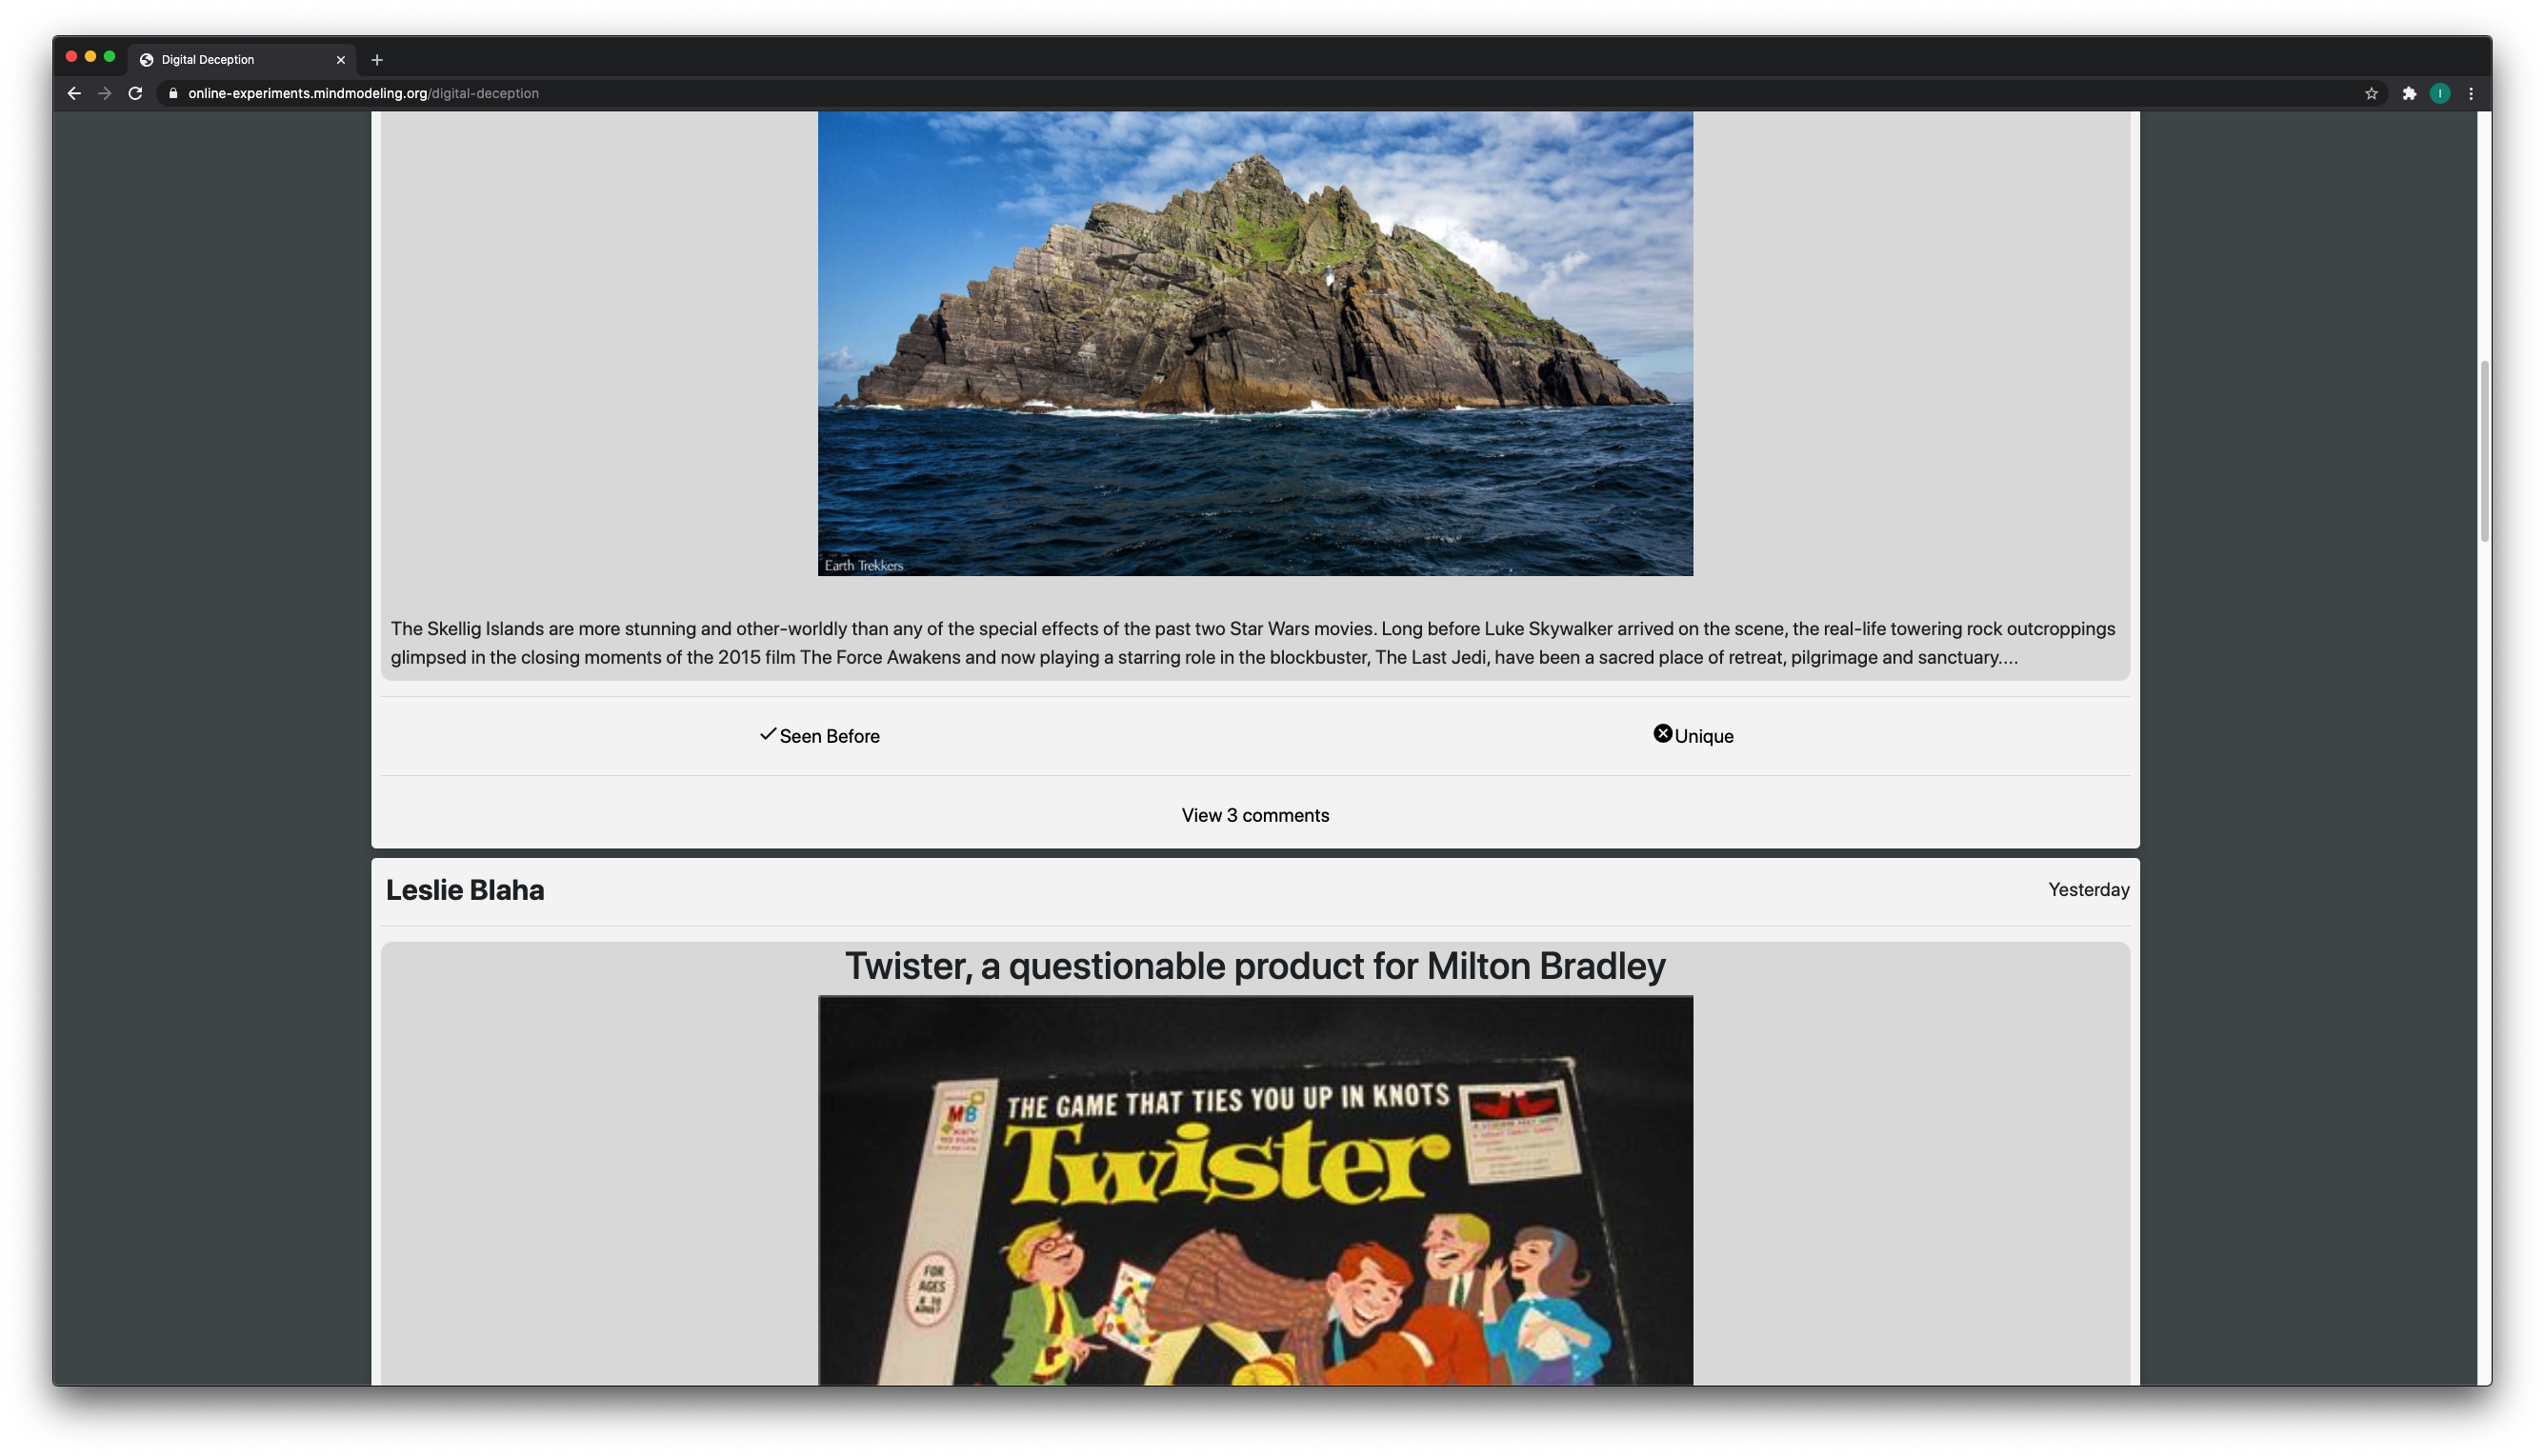 Digital Deception
online-experiments.mindmodeling.org/digital-deception
I
Earth Trekkers
The Skellig Islands are more stunning and other-worldly than any of the special effects of the past two Star Wars movies. Long before Luke Skywalker arrived on the scene, the real-life towering rock outcroppings
glimpsed in the closing moments of the 2015 film The Force Awakens and now playing a starring role in the blockbuster, The Last Jedi, have been a sacred place of retreat, pilgrimage and sanctuary....
Seen Before
Unique
View 3 comments
Leslie Blaha
Yesterday
Twister, a questionable product for Milton Bradley
THE GAME THAT TIES YOU UP IN KNOTS
MB
Twister
FOR
AGES